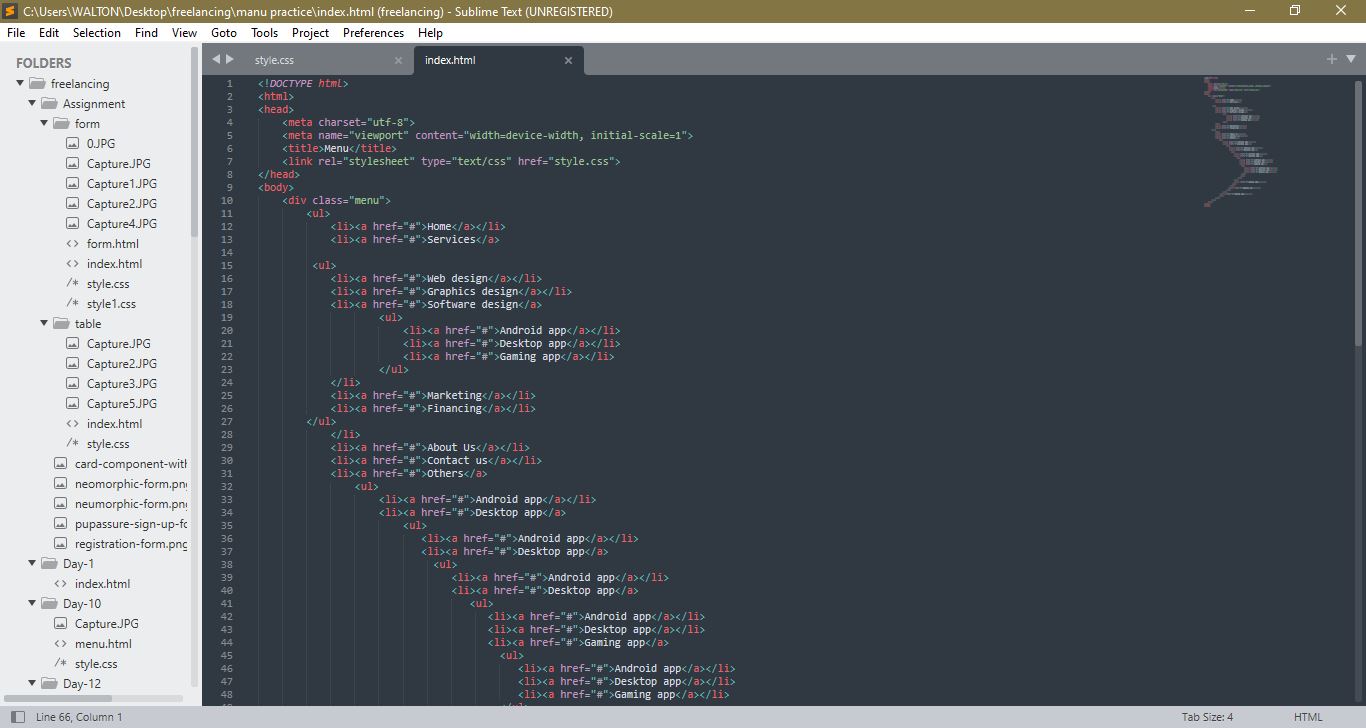 C:\Users\WALTON\Desktop\freelancing\manu practice\index.html (freelancing) - Sublime Text (UNREGISTERED)
File Edit Selection Find View Goto Tools Project Preferences Help
FOLDERS
freelancing
Assignment
form
0.JPG
Capture.JPG
Capture1.JPG
Capture2.JPG
Capture4.JPG
form.html
index.html
style.css
style1.css
table
Capture.JPG
Capture2.JPG
Capture3.JPG
Capture5.JPG
index.html
style.css
card-component-with
neomorphic-form.png
neumorphic-form.png
pupassure-sign-up-fo
registration-form.png
Day-1
index.html
Day-10
Capture.JPG
menu.html
style.css
Day-12
style.css × index.html ×
1 <!DOCTYPE html>
2 <html>
3 <head>
4 <meta charset="utf-8">
5 <meta name="viewport" content="width=device-width, initial-scale=1">
6 <title>Menu</title>
7 <link rel="stylesheet" type="text/css" href="style.css">
8 </head>
9 <body>
10 <div class="menu">
11 <ul>
12 <li><a href="#">Home</a></li>
13 <li><a href="#">Services</a>
14
15 <ul>
16 <li><a href="#">Web design</a></li>
17 <li><a href="#">Graphics design</a></li>
18 <li><a href="#">Software design</a>
19 <ul>
20 <li><a href="#">Android app</a></li>
21 <li><a href="#">Desktop app</a></li>
22 <li><a href="#">Gaming app</a></li>
23 </ul>
24 </li>
25 <li><a href="#">Marketing</a></li>
26 <li><a href="#">Financing</a></li>
27 </ul>
28 </li>
29 <li><a href="#">About Us</a></li>
30 <li><a href="#">Contact us</a></li>
31 <li><a href="#">Others</a>
32 <ul>
33 <li><a href="#">Android app</a></li>
34 <li><a href="#">Desktop app</a>
35 <ul>
36 <li><a href="#">Android app</a></li>
37 <li><a href="#">Desktop app</a>
38 <ul>
39 <li><a href="#">Android app</a></li>
40 <li><a href="#">Desktop app</a>
41 <ul>
42 <li><a href="#">Android app</a></li>
43 <li><a href="#">Desktop app</a></li>
44 <li><a href="#">Gaming app</a>
45 <ul>
46 <li><a href="#">Android app</a></li>
47 <li><a href="#">Desktop app</a></li>
48 <li><a href="#">Gaming app</a></li>
Line 66, Column 1 Tab Size: 4 HTML